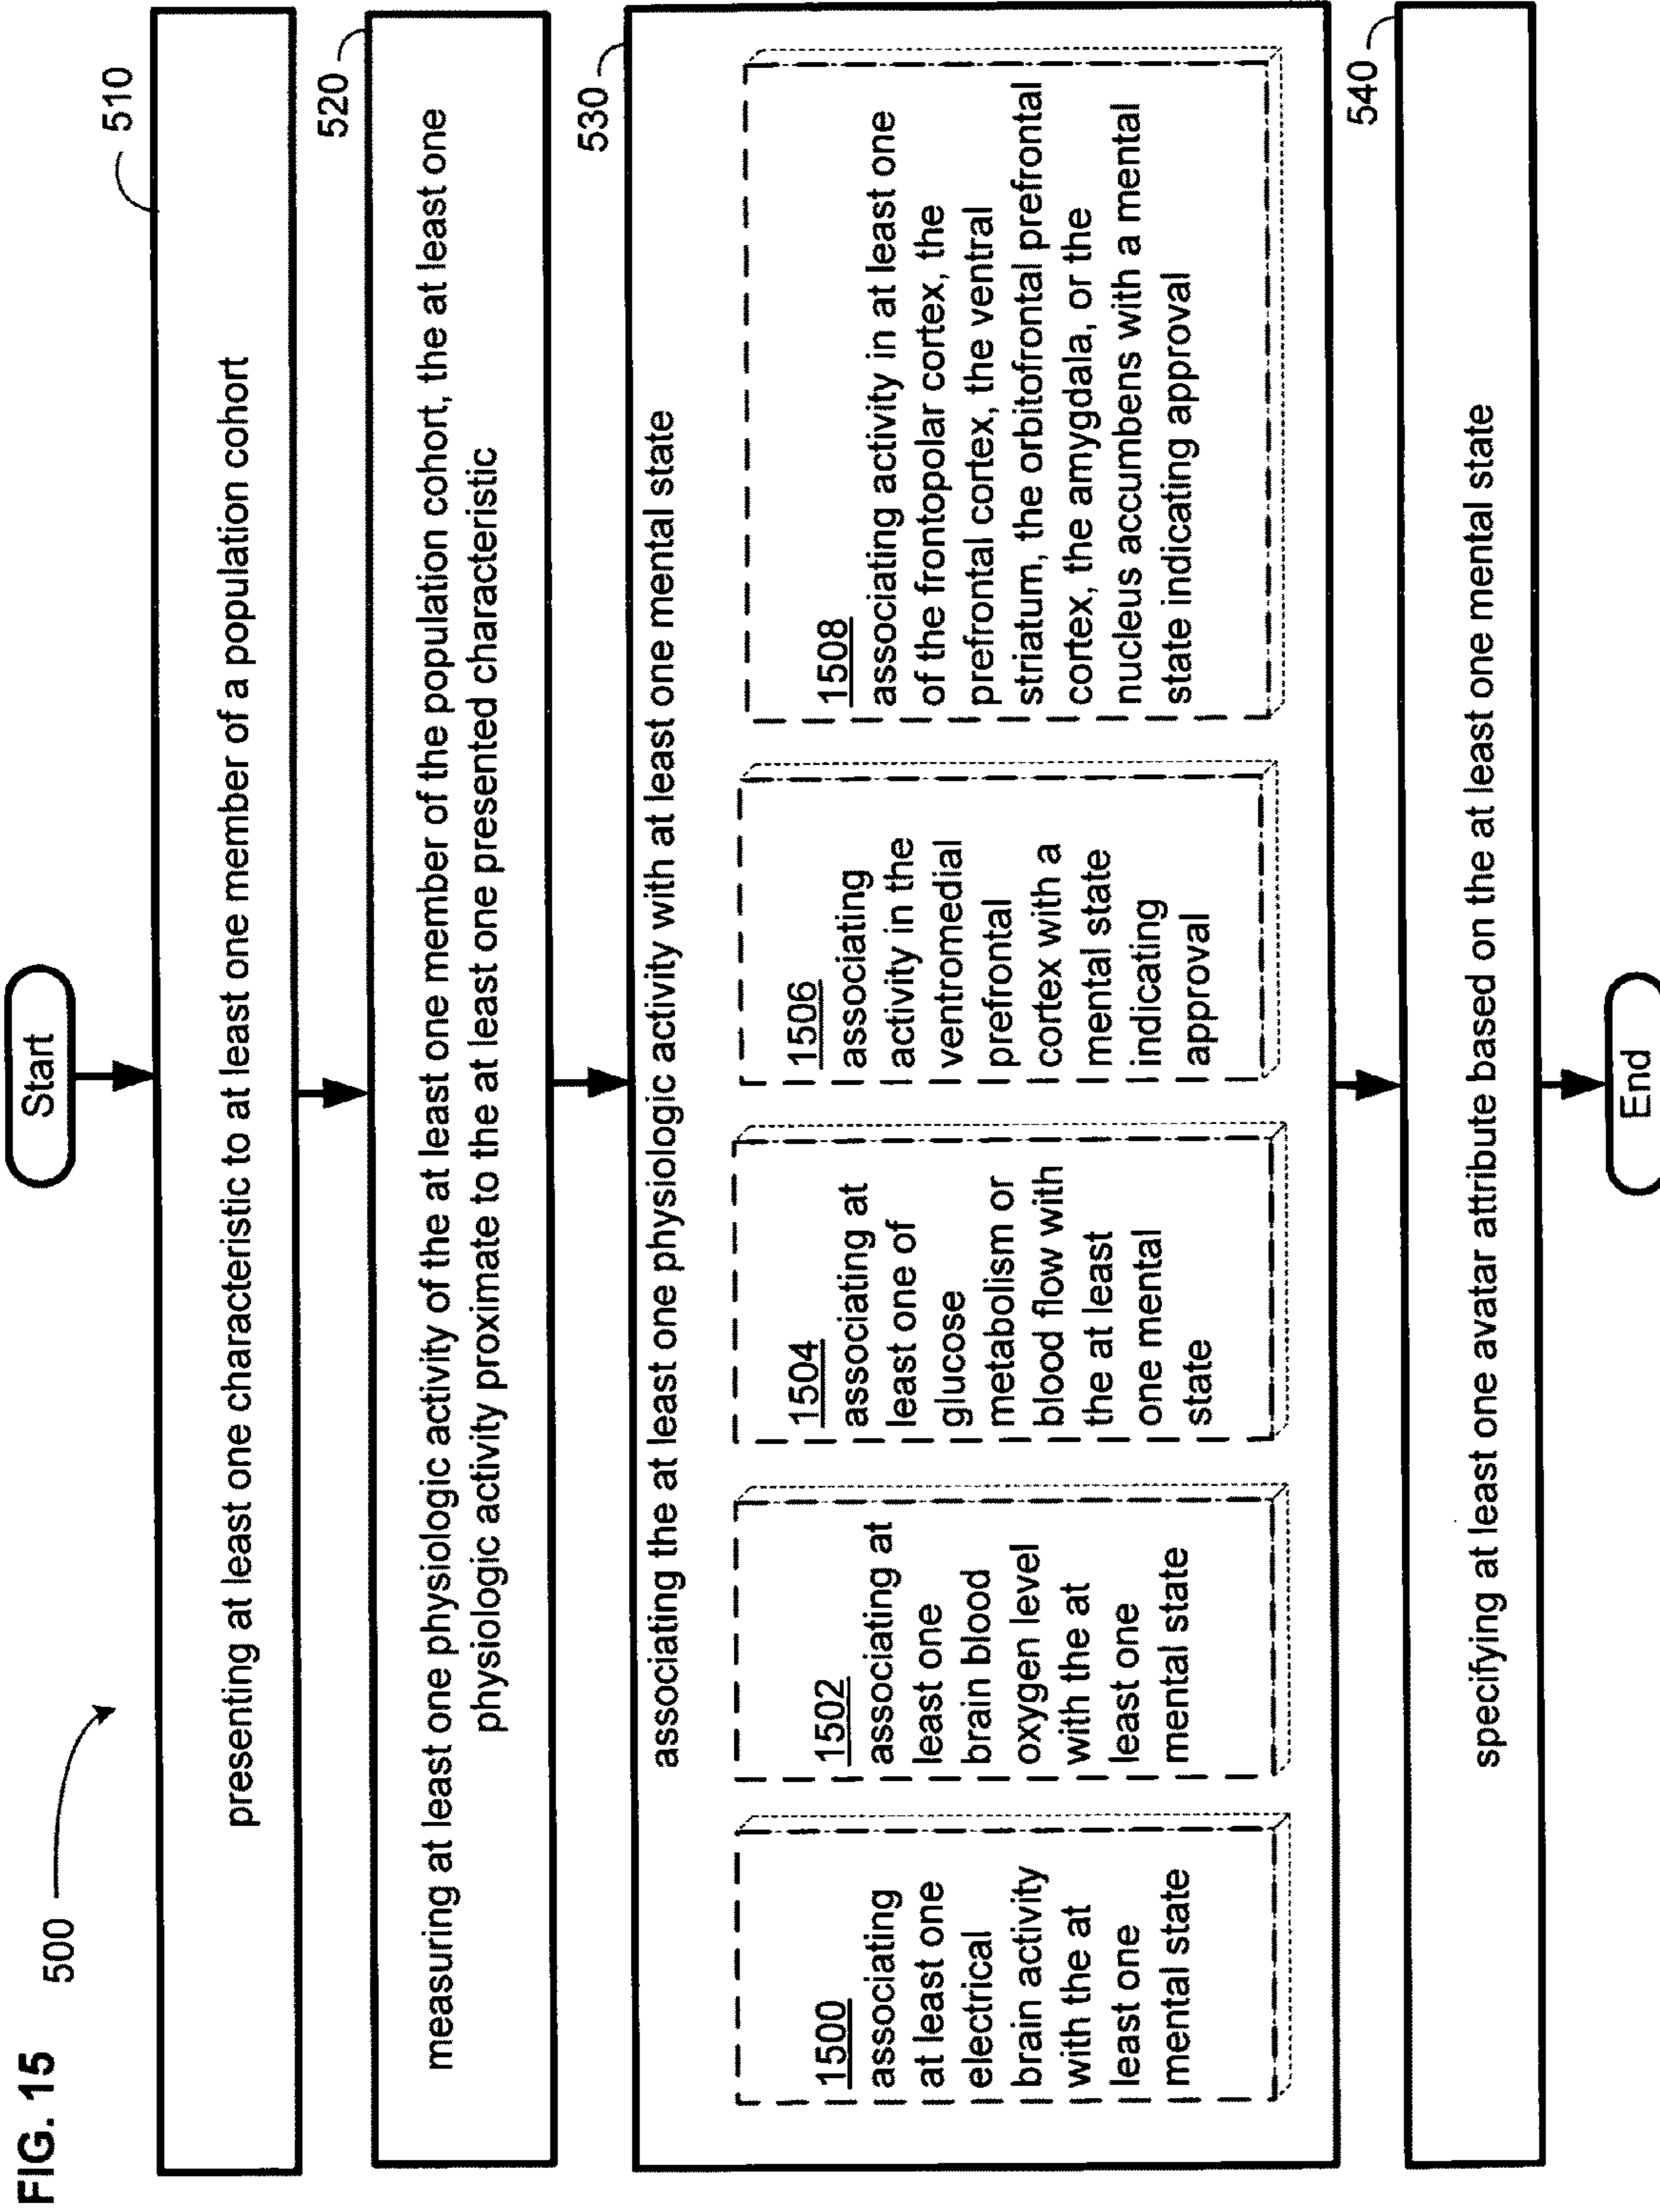 FIG. 15
500
Start
510
presenting at least one characteristic to at least one member of a population cohort
520
measuring at least one physiologic activity of the at least one member of the population cohort, the at least one
physiologic activity proximate to the at least one presented characteristic
530
associating the at least one physiologic activity with at least one mental state
1500
associating
at least one
electrical
brain activity
with the at
least one
mental state
1502
associating at
least one
brain blood
oxygen level
with the at
least one
mental state
1504
associating at
least one of
glucose
metabolism or
blood flow with
the at least
one mental
state
1506
associating
activity in the
ventromedial
prefrontal
cortex with a
mental state
indicating
approval
1508
associating activity in at least one
of the frontopolar cortex, the
prefrontal cortex, the ventral
striatum, the orbitofrontal prefrontal
cortex, the amygdala, or the
nucleus accumbens with a mental
state indicating approval
540
specifying at least one avatar attribute based on the at least one mental state
End